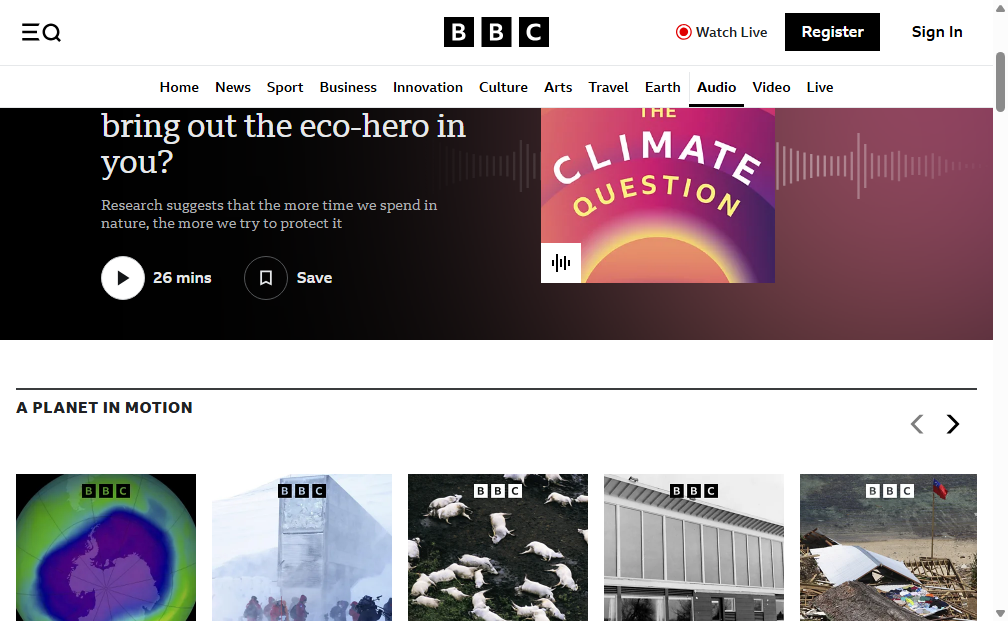 BBC
Watch Live
Register
Sign In
Home News Sport Business Innovation Culture Arts Travel Earth Audio Video Live
bring out the eco-hero in
you?
Research suggests that the more time we spend in
nature, the more we try to protect it
26 mins
Save
THE
CLIMATE
QUESTION
A PLANET IN MOTION
BBC
BBC
BBC
BBC
BBC